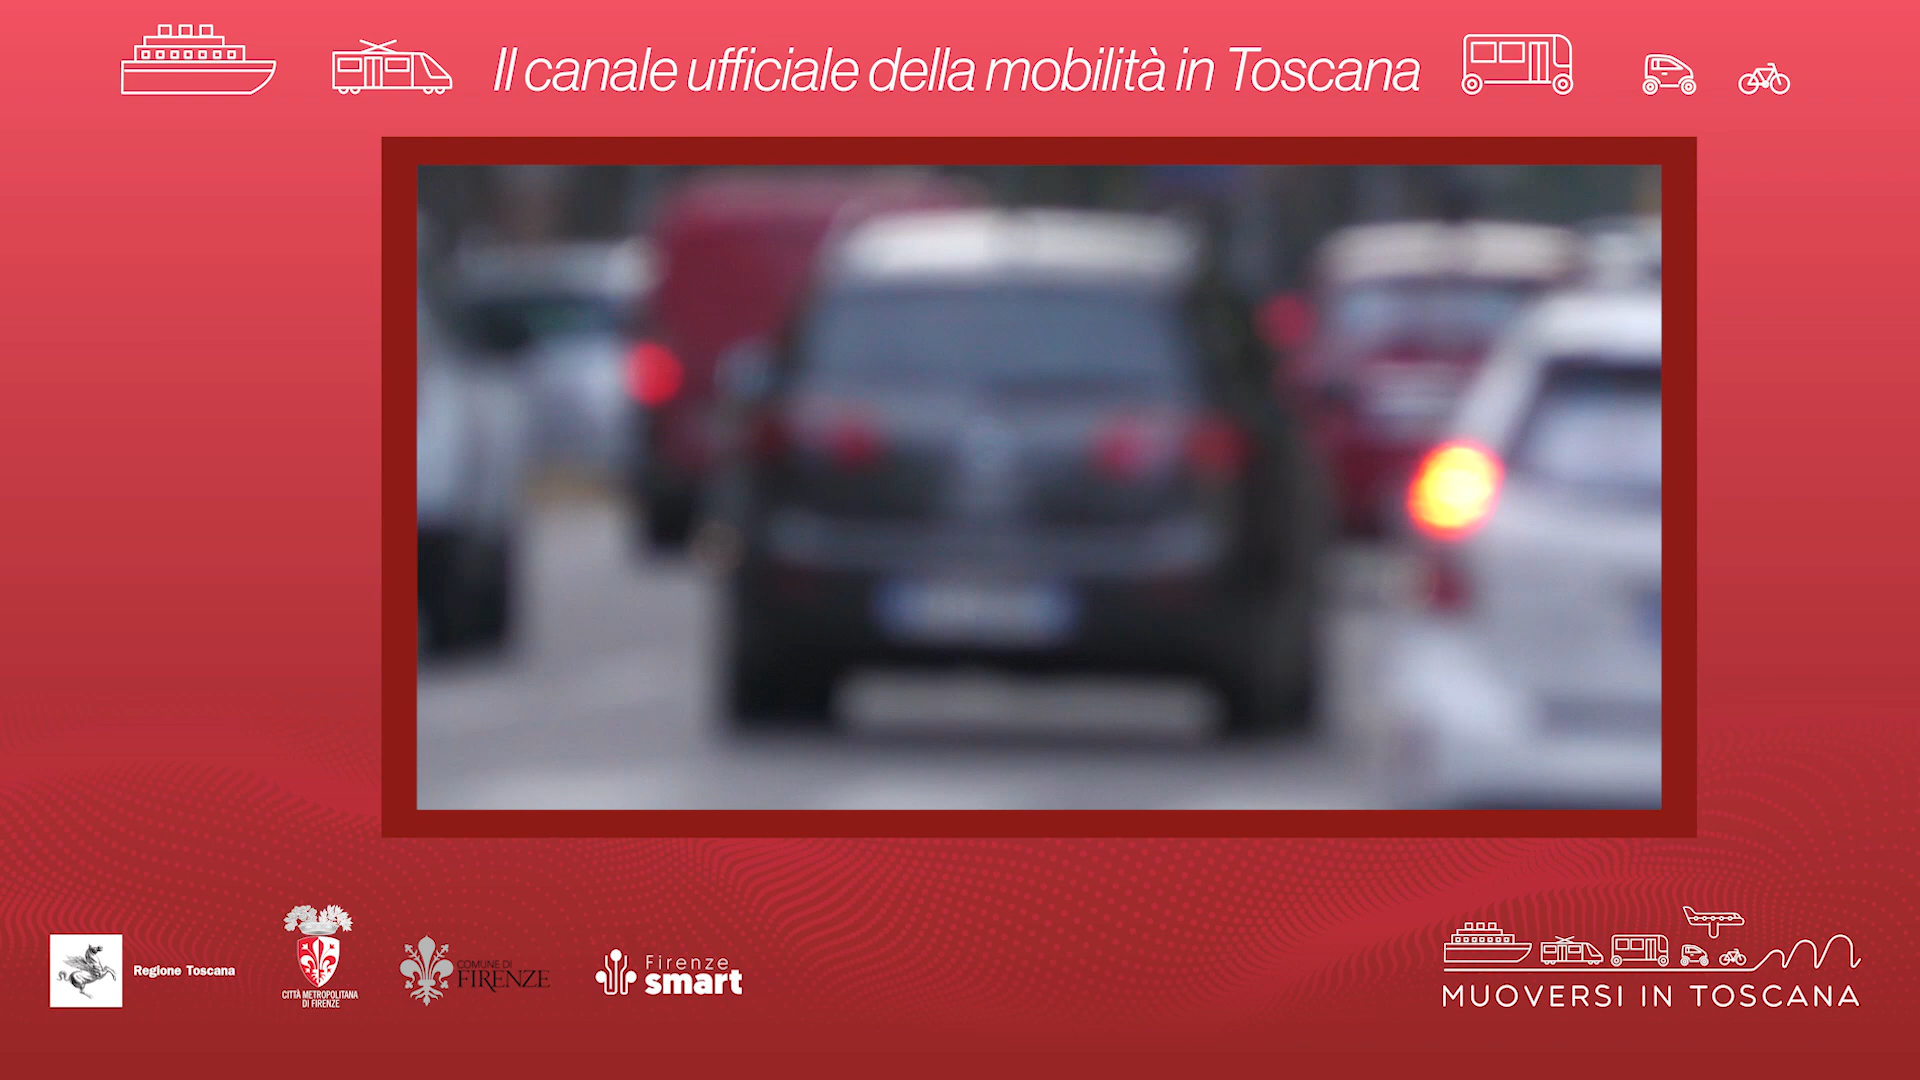 Il canale ufficiale della mobilità in Toscana
Regione Toscana
CITTÀ METROPOLITANA
DI FIRENZE
COMUNE DI
FIRENZE
Firenze
smart
MUOVERSI IN TOSCANA